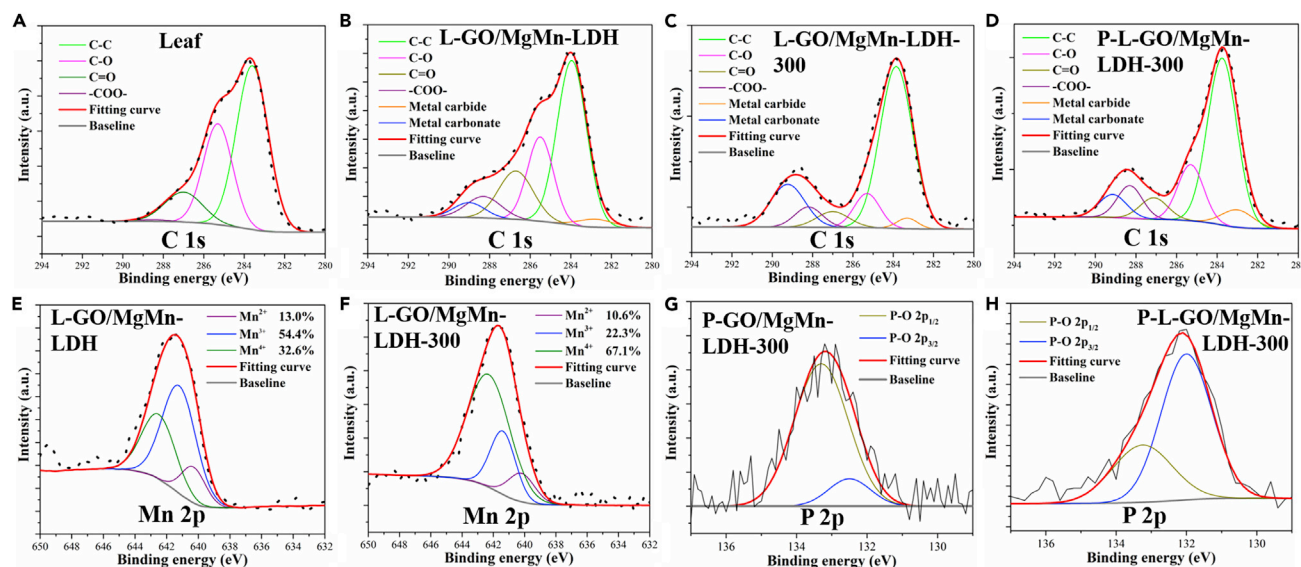 A
Leaf
C-C
C-O
C=O
-COO-
Fitting curve
Baseline
C 1s
Intensity (a.u.)
294 292 290 288 286 284 282 280
Binding energy (eV)
B
L-GO/MgMn-LDH
C-C
C-O
C=O
-COO-
Metal carbide
Metal carbonate
Fitting curve
Baseline
C 1s
Intensity (a.u.)
294 292 290 288 286 284 282 280
Binding energy (eV)
C
L-GO/MgMn-LDH-
300
C-C
C-O
C=O
-COO-
Metal carbide
Metal carbonate
Fitting curve
Baseline
C 1s
Intensity (a.u.)
294 292 290 288 286 284 282 280
Binding energy (eV)
D
P-L-GO/MgMn-
LDH-300
C-C
C-O
C=O
-COO-
Metal carbide
Metal carbonate
Fitting curve
Baseline
C 1s
Intensity (a.u.)
294 292 290 288 286 284 282 280
Binding energy (eV)
E
L-GO/MgMn-
LDH
Mn²⁺ 13.0%
Mn³⁺ 54.4%
Mn⁴⁺ 32.6%
Fitting curve
Baseline
Mn 2p
Intensity (a.u.)
650 648 646 644 642 640 638 636 634 632
Binding energy (eV)
F
L-GO/MgMn-
LDH-300
Mn²⁺ 10.6%
Mn³⁺ 22.3%
Mn⁴⁺ 67.1%
Fitting curve
Baseline
Mn 2p
Intensity (a.u.)
650 648 646 644 642 640 638 636 634 632
Binding energy (eV)
G
P-GO/MgMn-
LDH-300
P-O 2p₁/₂
P-O 2p₃/₂
Fitting curve
Baseline
P 2p
Intensity (a.u.)
136 134 132 130
Binding energy (eV)
H
P-L-GO/MgMn-
LDH-300
P-O 2p₁/₂
P-O 2p₃/₂
Fitting curve
Baseline
P 2p
Intensity (a.u.)
136 134 132 130
Binding energy (eV)